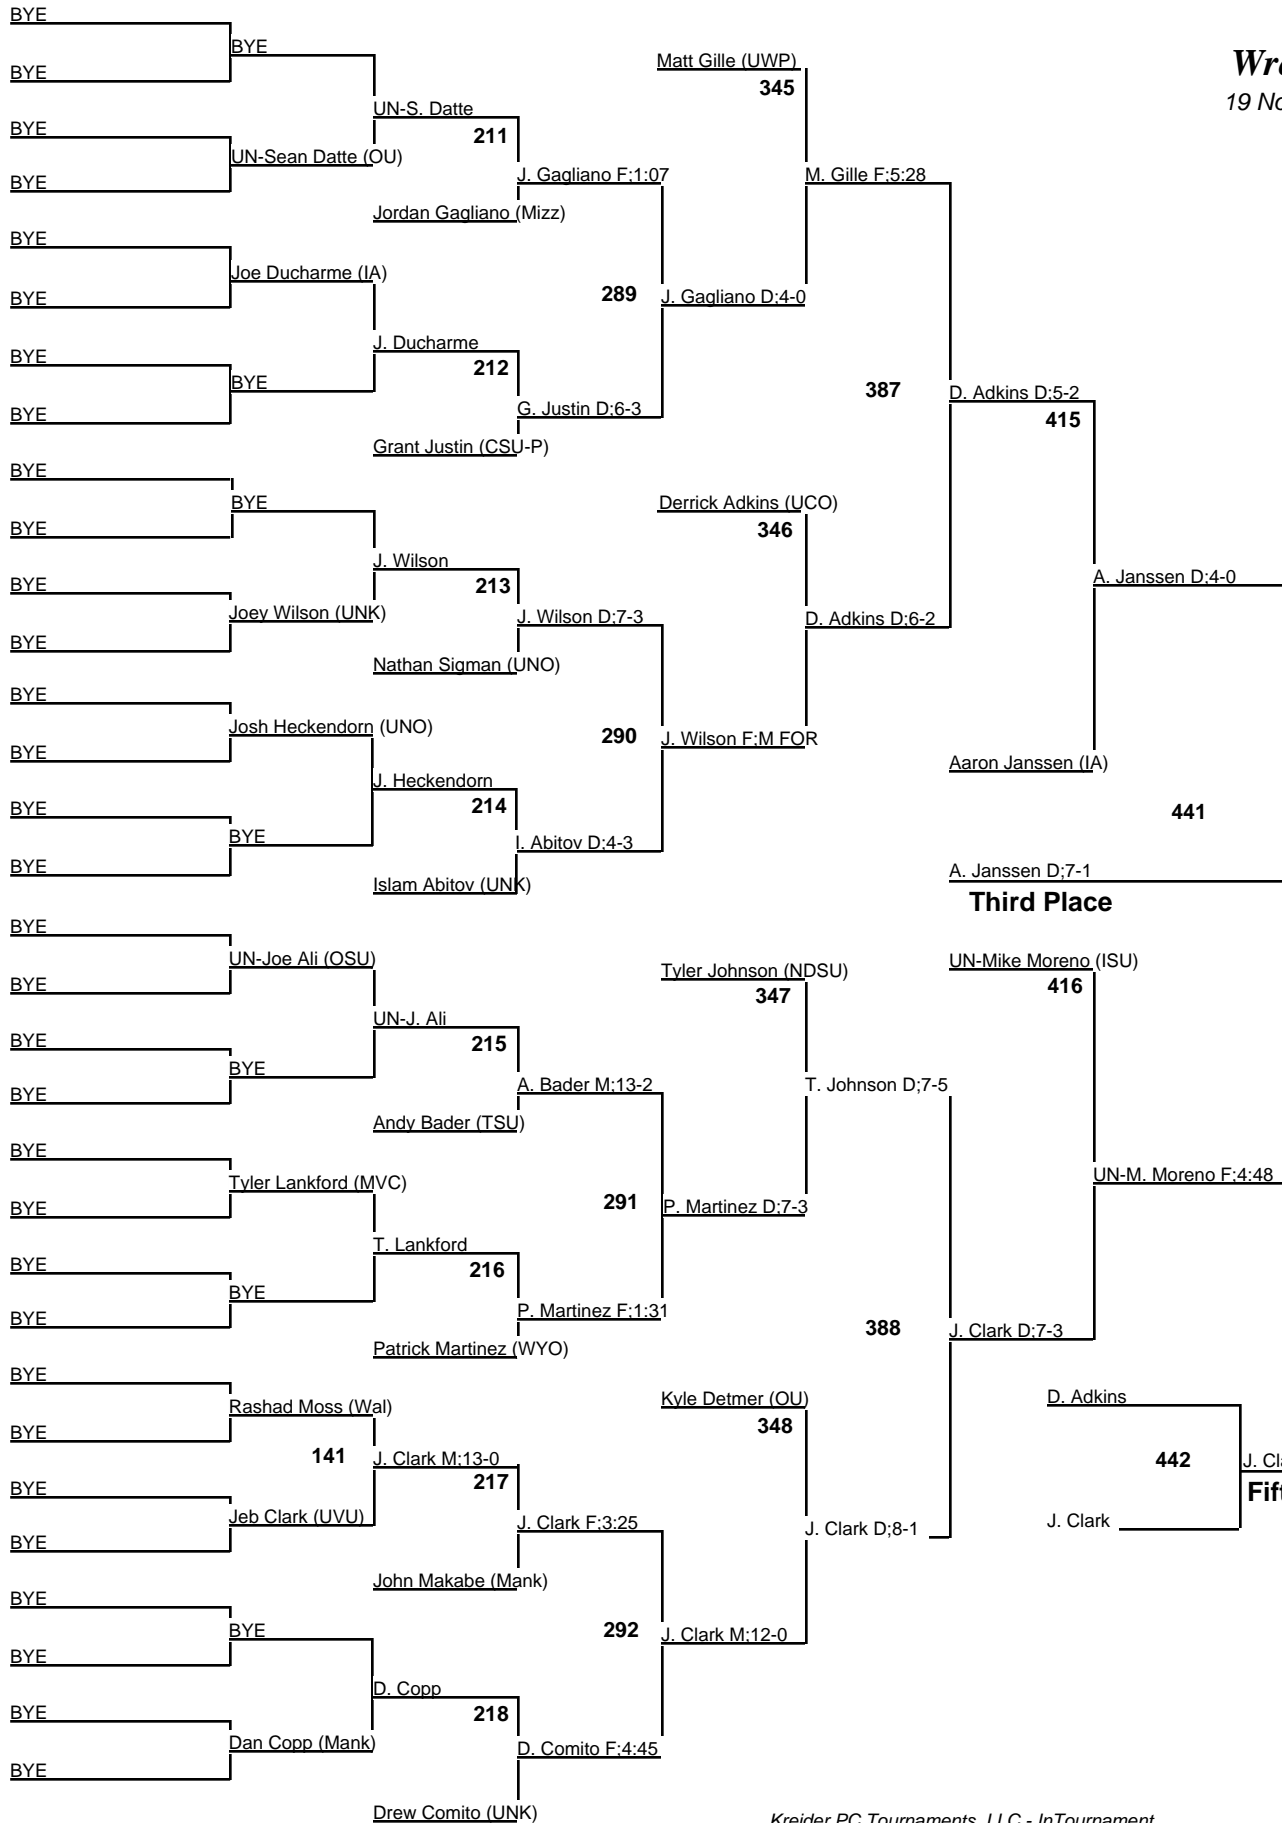 BYE
BYE
Matt Gille (UWP)
BYE
345
19
UN-S. Datte
BYE
211
UN-Sean Datte (OU)
J. Gagliano F;1:07
M. Gille F;5:28
BYE
Jordan Gagliano (Mizz)
BYE
Joe Ducharme (IA)
289
J. Gagliano D;4-0
BYE
J. Ducharme
BYE
212
BYE
387
D. Adkins D;5-2
G. Justin D;6-3
415
BYE
Grant Justin (CSU-P)
BYE
BYE
Derrick Adkins (UCO)
BYE
346
J. Wilson
BYE
213
A. Janssen D;4-0
Joey Wilson (UNK)
J. Wilson D;7-3
D. Adkins D;6-2
BYE
Nathan Sigman (UNO)
BYE
Josh Heckendorn (UNO)
290
J. Wilson F;M FOR
BYE
Aaron Janssen (IA)
J. Heckendorn
BYE
214
441
BYE
I. Abitov D;4-3
BYE
A. Janssen D;7-1
Islam Abitov (UNK)
Third Place
BYE
UN-Joe Ali (OSU)
UN-Mike Moreno (ISU)
Tyler Johnson (NDSU)
BYE
347
416
UN-J. Ali
BYE
215
BYE
A. Bader M;13-2
T. Johnson D;7-5
BYE
Andy Bader (TSU)
BYE
UN-M. Moreno F;4:48
Tyler Lankford (MVC)
291
P. Martinez D;7-3
BYE
T. Lankford
BYE
216
BYE
P. Martinez F;1:31
BYE
388
J. Clark D;7-3
Patrick Martinez (WYO)
BYE
Kyle Detmer (OU)
D. Adkins
Rashad Moss (Wal)
BYE
348
141
J. Clark M;13-0
442
J.
217
BYE
Jeb Clark (UVU)
J. Clark F;3:25
J. Clark D;8-1
J. Clark
BYE
John Makabe (Mank)
BYE
BYE
292
J. Clark M;12-0
BYE
D. Copp
BYE
218
Dan Copp (Mank)
D. Comito F;4:45
BYE
Drew Comito (UNK)
Kreider PC Tournaments, LLC - InTournament